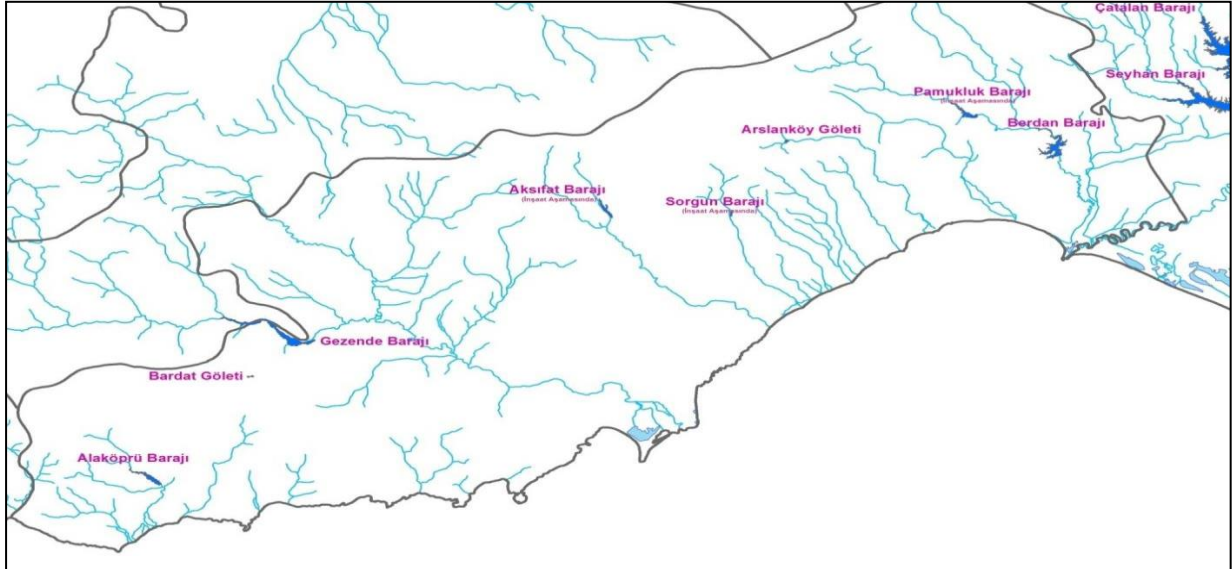 Çatalan Barajı
Seyhan Barajı
Pamukluk Barajı
(İnşaat Aşamasında)
Berdan Barajı
Arslanköy Göleti
Aksıfat Barajı
(İnşaat Aşamasında)
Sorgun Barajı
(İnşaat Aşamasında)
Gezende Barajı
Bardat Göleti
Alaköprü Barajı